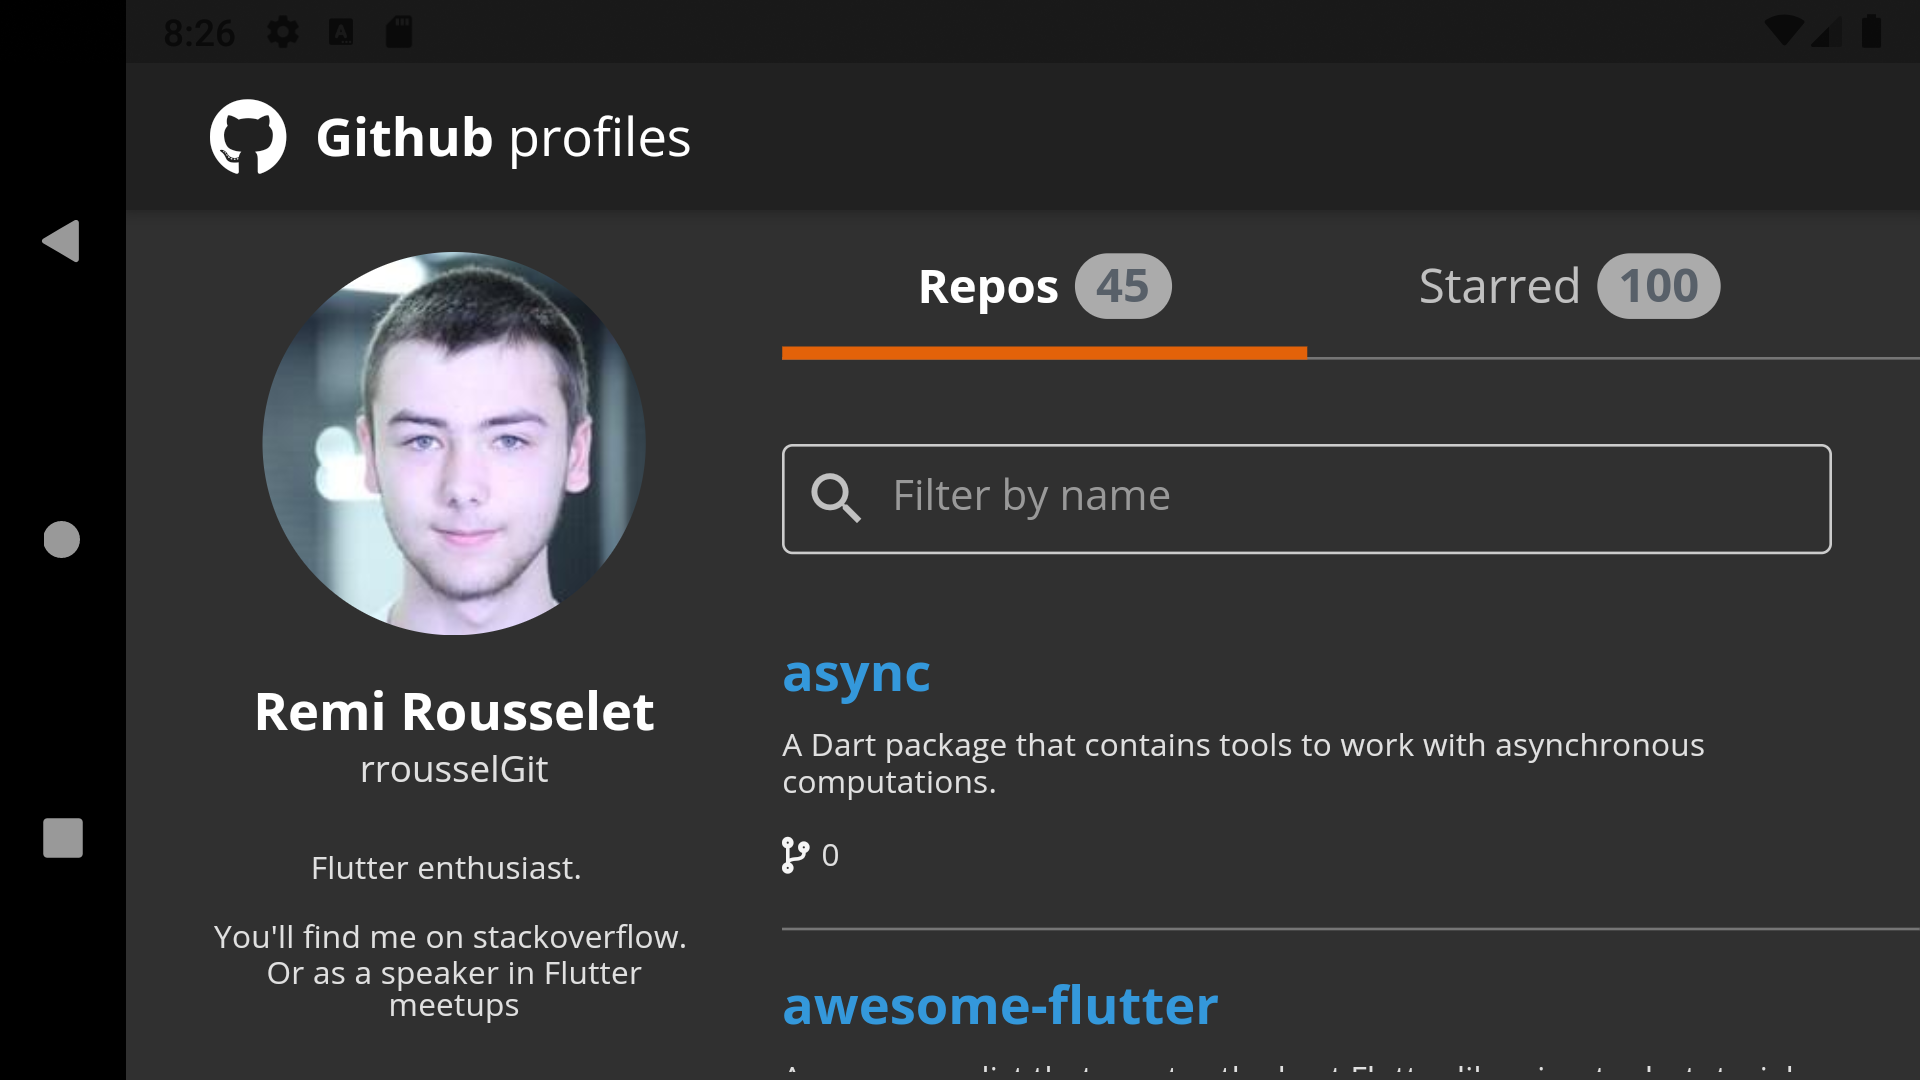 8:26
Github profiles
Remi Rousselet
rrousselGit
Flutter enthusiast.
You'll find me on stackoverflow.
Or as a speaker in Flutter
meetups
Repos 45
Starred 100
Filter by name
async
A Dart package that contains tools to work with asynchronous
computations.
0
awesome-flutter